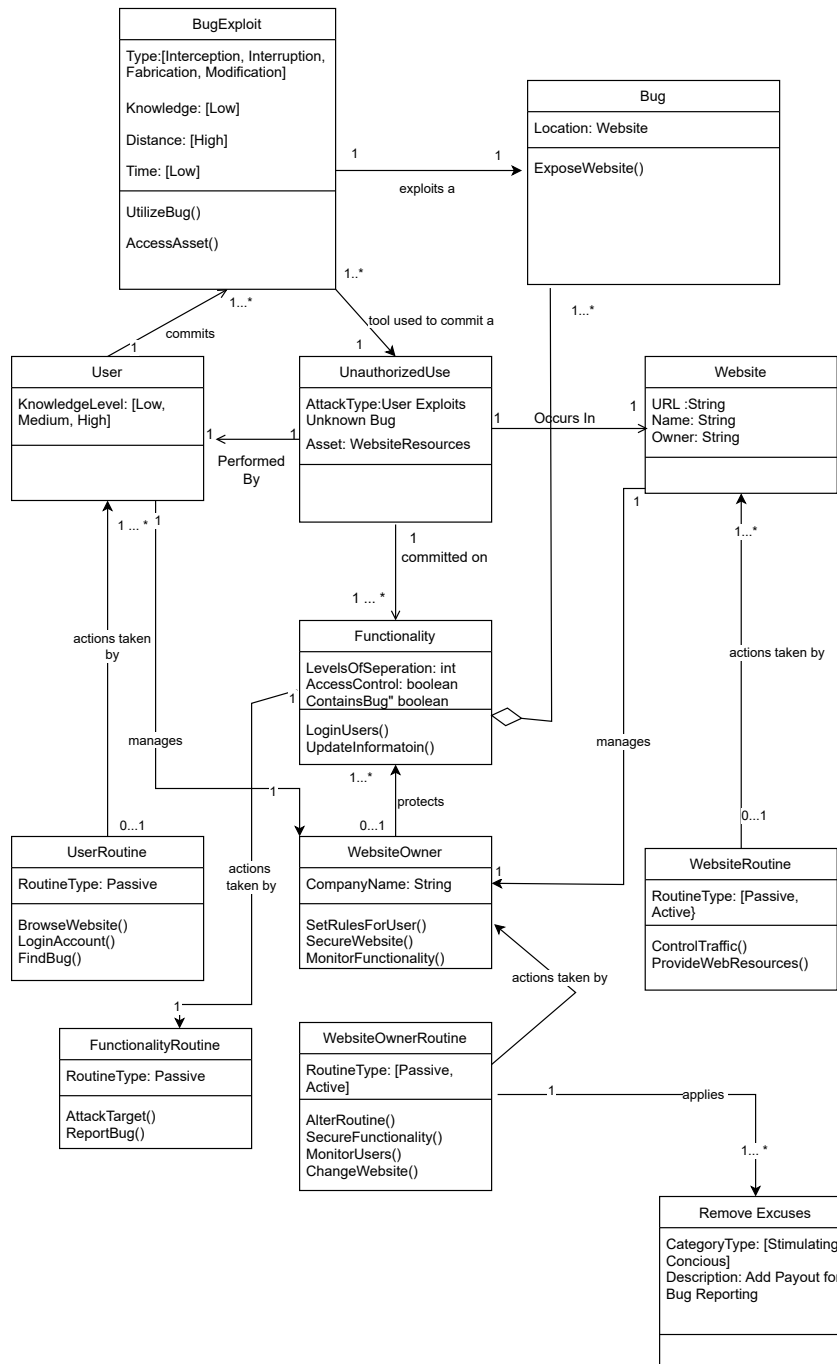 BugExploit
Type:[Interception, Interruption,
Fabrication, Modification]
Knowledge: [Low]
Distance: [High]
Time: [Low]
UtilizeBug()
AccessAsset()
Bug
Location: Website
ExposeWebsite()
1
1
exploits a
1..*
1...*
1...*
tool used to commit a
commits
1
1
User
KnowledgeLevel: [Low,
Medium, High]
UnauthorizedUse
AttackType:User Exploits
Unknown Bug
Asset: WebsiteResources
Website
URL :String
Name: String
Owner: String
1
Occurs In
1
1
1
Performed
By
1 ... *
1
1
committed on
1 ... *
1
1...*
Functionality
LevelsOfSeperation: int
AccessControl: boolean
ContainsBug" boolean
LoginUsers()
UpdateInformatoin()
actions taken
by
actions taken by
1
manages
manages
1...*
protects
1
0...1
0...1
0...1
UserRoutine
RoutineType: Passive
BrowseWebsite()
LoginAccount()
FindBug()
actions
taken by
WebsiteOwner
CompanyName: String
SetRulesForUser()
SecureWebsite()
MonitorFunctionality()
1
WebsiteRoutine
RoutineType: [Passive,
Active}
ControlTraffic()
ProvideWebResources()
actions taken by
1
FunctionalityRoutine
RoutineType: Passive
AttackTarget()
ReportBug()
WebsiteOwnerRoutine
RoutineType: [Passive,
Active]
AlterRoutine()
SecureFunctionality()
MonitorUsers()
ChangeWebsite()
1
applies
1... *
Remove Excuses
CategoryType: [Stimulating
Concious]
Description: Add Payout for
Bug Reporting